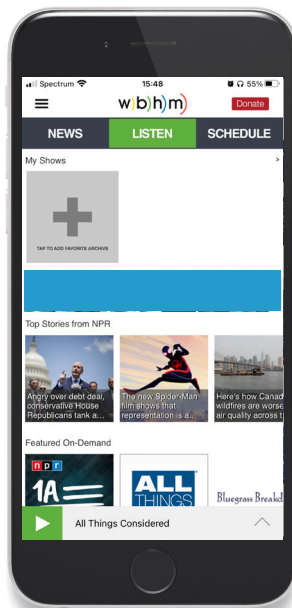 Spectrum 15:48 55%
w)b)h)m) Donate
NEWS LISTEN SCHEDULE
My Shows >
TAP TO ADD FAVORITE ARCHIVE
Top Stories from NPR
Angry over debt deal,
conservative House
Republicans tank a...
The new Spider-Man
film shows that
representation is a...
Here's how Canad
wildfires are worse
air quality across t
Featured On-Demand
npr
1A
ALL
THINGS
Bluegrass Breakd
All Things Considered